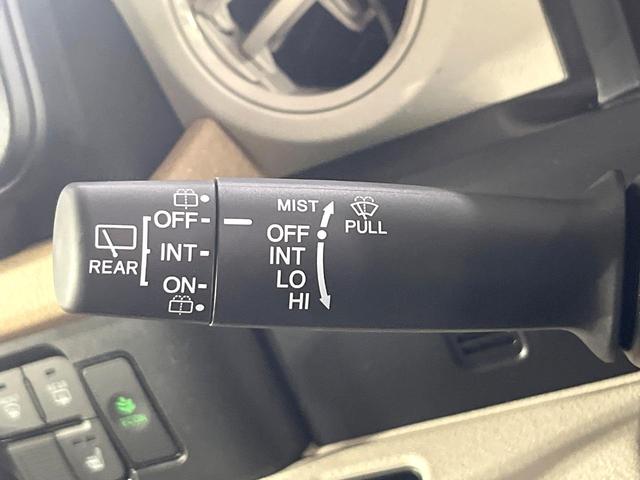 OFF
INT
ON
REAR
MIST
OFF
INT
LO
HI
PULL